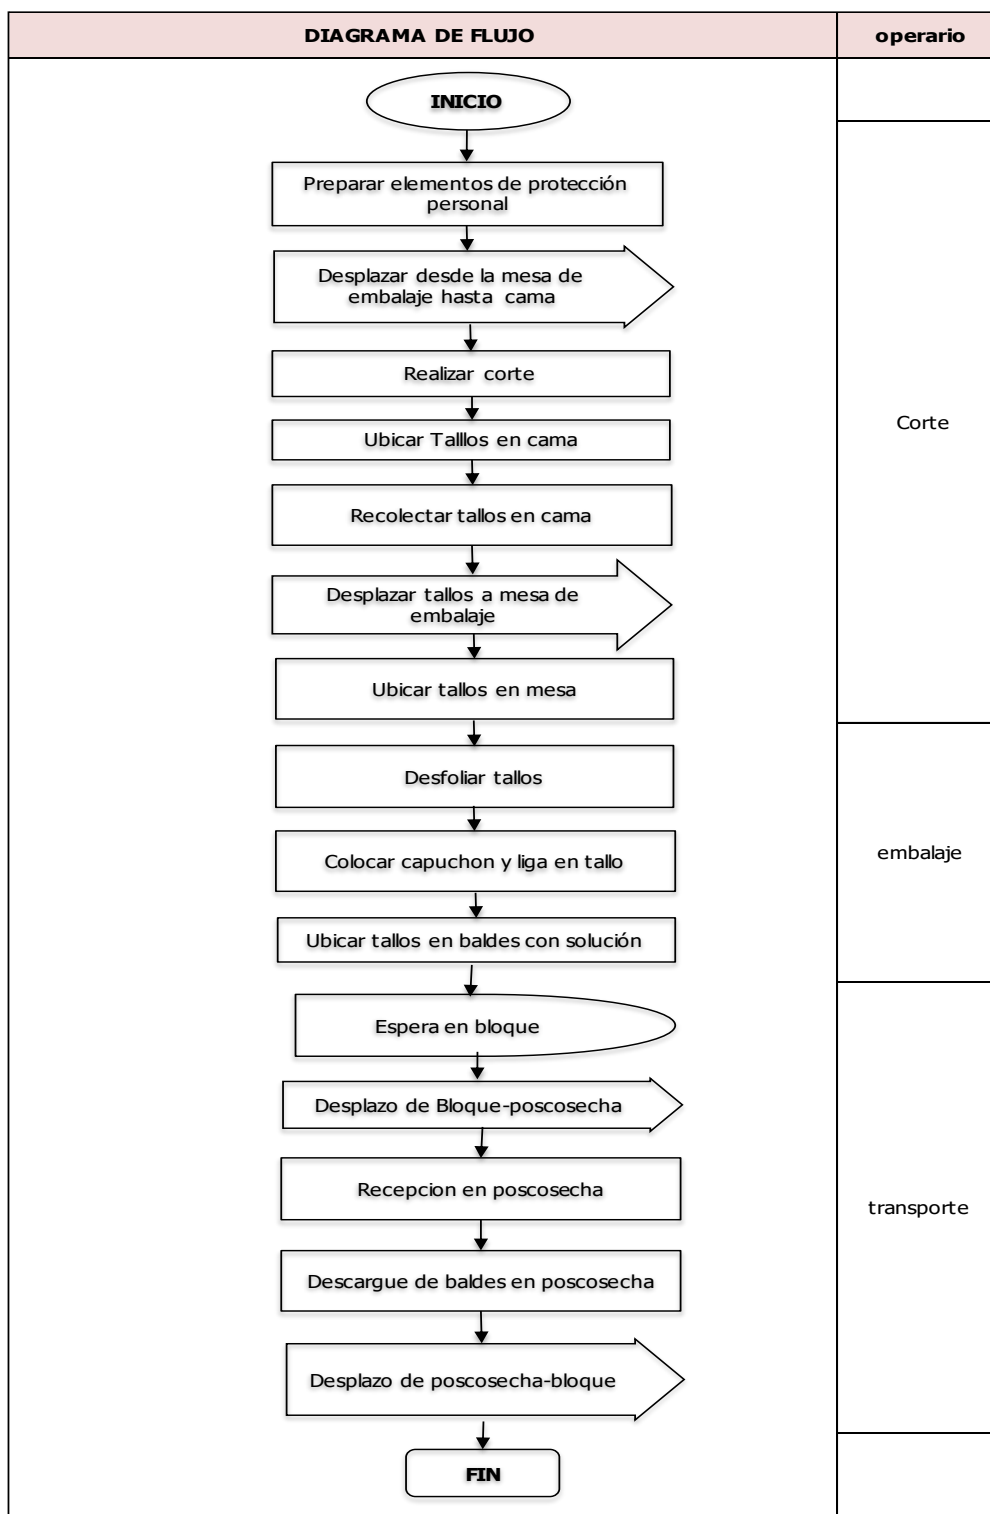 DIAGRAMA DE FLUJO
operario
INICIO
Preparar elementos de protección
personal
Desplazar desde la mesa de
embalaje hasta cama
Realizar corte
Ubicar Talllos en cama
Recolectar tallos en cama
Desplazar tallos a mesa de
embalaje
Ubicar tallos en mesa
Corte
Desfoliar tallos
Colocar capuchon y liga en tallo
Ubicar tallos en baldes con solución
embalaje
Espera en bloque
Desplazo de Bloque-poscosecha
Recepcion en poscosecha
Descargue de baldes en poscosecha
Desplazo de poscosecha-bloque
transporte
FIN